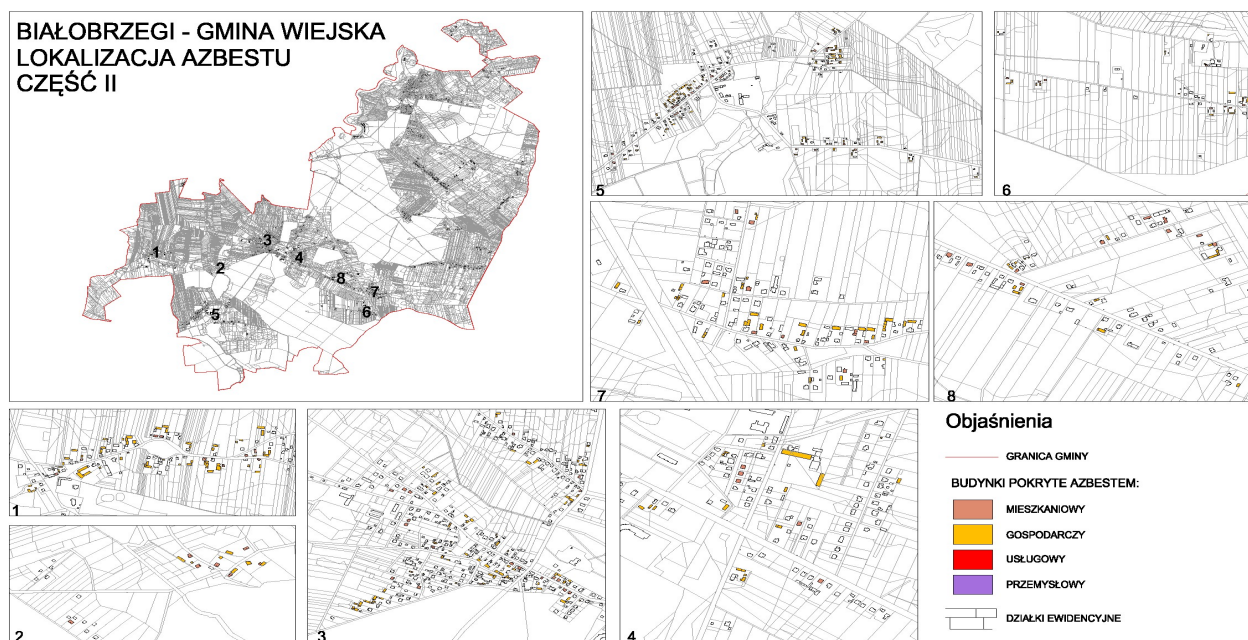 BIAŁOBRZEGI - GMINA WIEJSKA
LOKALIZACJA AZBESTU
CZĘŚĆ II
1
2
3
4
5
6
7
8
5
6
7
8
1
2
3
4
Objaśnienia
GRANICA GMINY
BUDYNKI POKRYTE AZBESTEM:
MIESZKANIOWY
GOSPODARCZY
USŁUGOWY
PRZEMYSŁOWY
DZIAŁKI EWIDENCYJNE